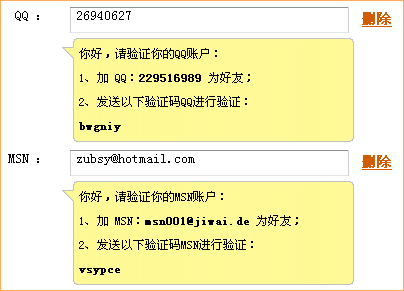 QQ : 26940627 删除
你好，请验证你的QQ账户：
1、加 QQ：229516989 为好友；
2、发送以下验证码QQ进行验证：
bwgniy
MSN : zubsy@hotmail.com 删除
你好，请验证你的MSN账户：
1、加 MSN：msn001@jiwai.de 为好友；
2、发送以下验证码MSN进行验证：
vsypce